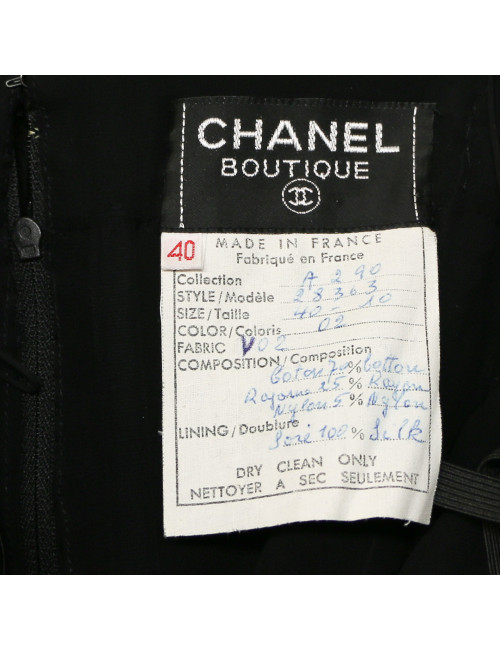 CHANEL
BOUTIQUE
40
MADE IN FRANCE
Fabriqué en France
Collection A 290
STYLE/Modèle 28363
SIZE/Taille 40-10
COLOR/Coloris 02
FABRIC V02
COMPOSITION/Composition
Coton 70% Cotton
Rayonne 25% Rayon
Nylon 5% Nylon
LINING/Doublure Soie 100% Silk
DRY CLEAN ONLY
NETTOYER A SEC SEULEMENT